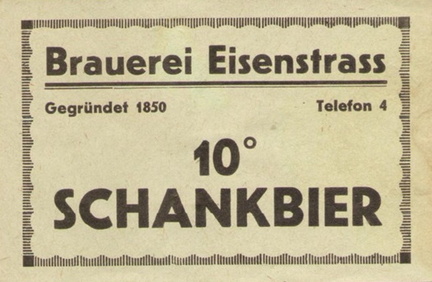 Brauerei Eisenstrass
Gegründet 1850 Telefon 4
10°
SCHANKBIER